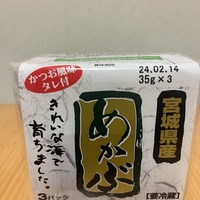 かつお風味
タレ付
24.02.14
35g×3
宮城県産
めかぶ
きれいな海で
育ちました。
3パック
【要冷蔵】